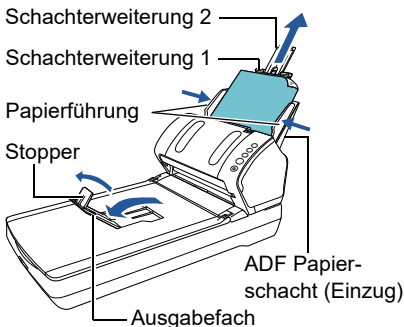 Schachterweiterung 2
Schachterweiterung 1
Papierführung
Stopper
ADF Papier-
schacht (Einzug)
Ausgabefach